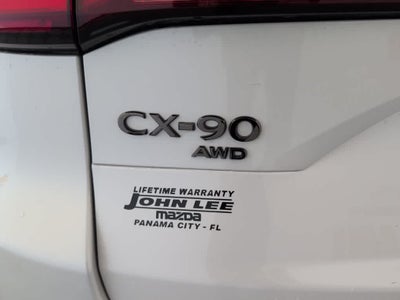 CX-90
AWD
LIFETIME WARRANTY
JOHN LEE
mazda
PANAMA CITY - FL